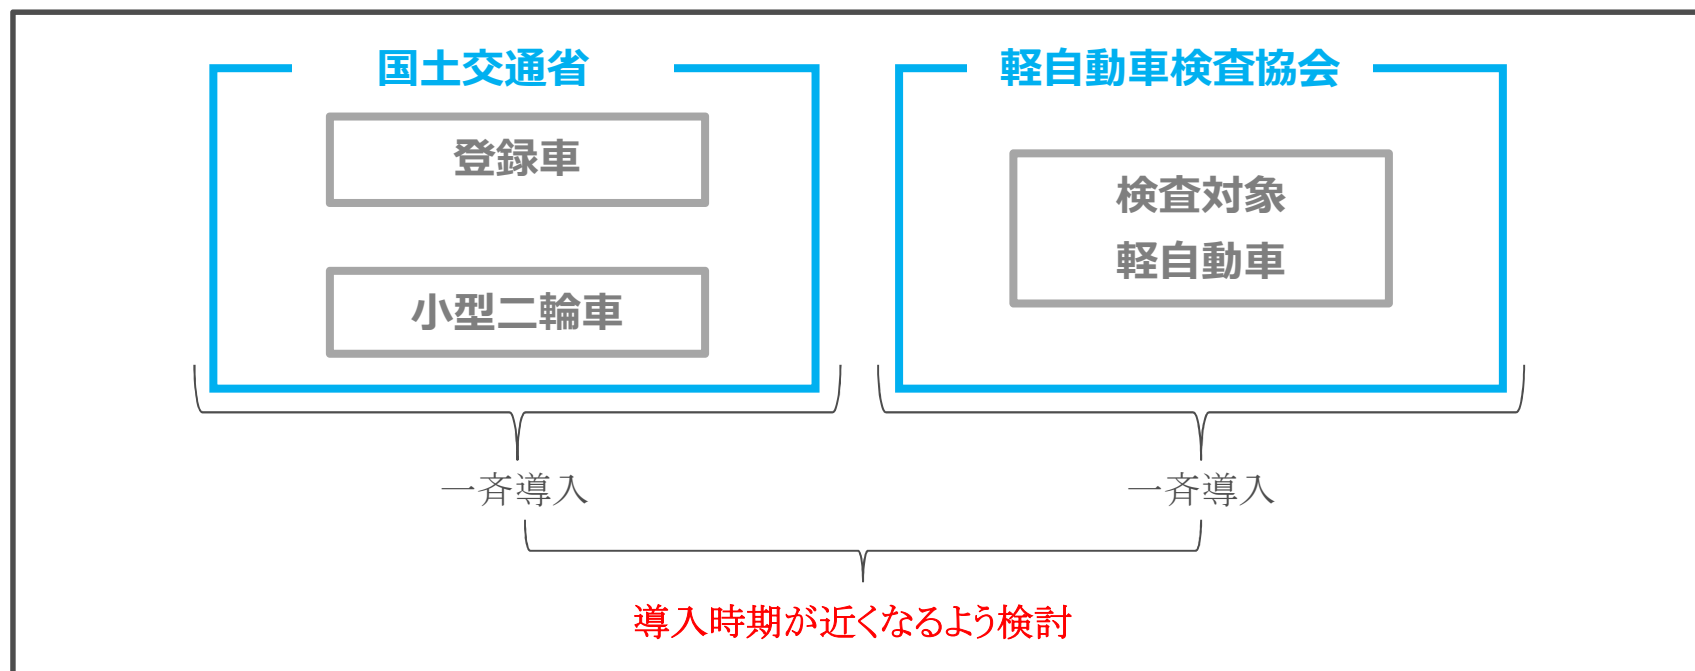 国土交通省
登録車
小型二輪車
一斉導入
軽自動車検査協会
検査対象
軽自動車
一斉導入
導入時期が近くなるよう検討